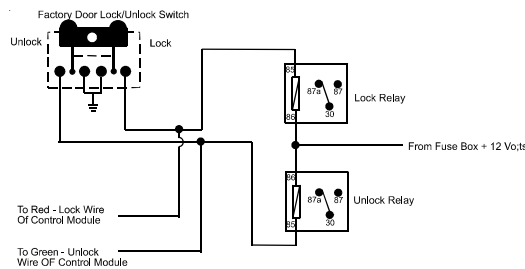 Factory Door Lock/Unlock Switch
Unlock
Lock
85
87a
87
30
86
Lock Relay
From Fuse Box + 12 Vo;ts
86
87a
87
30
85
Unlock Relay
To Red - Lock Wire
Of Control Module
To Green - Unlock
Wire OF Control Module